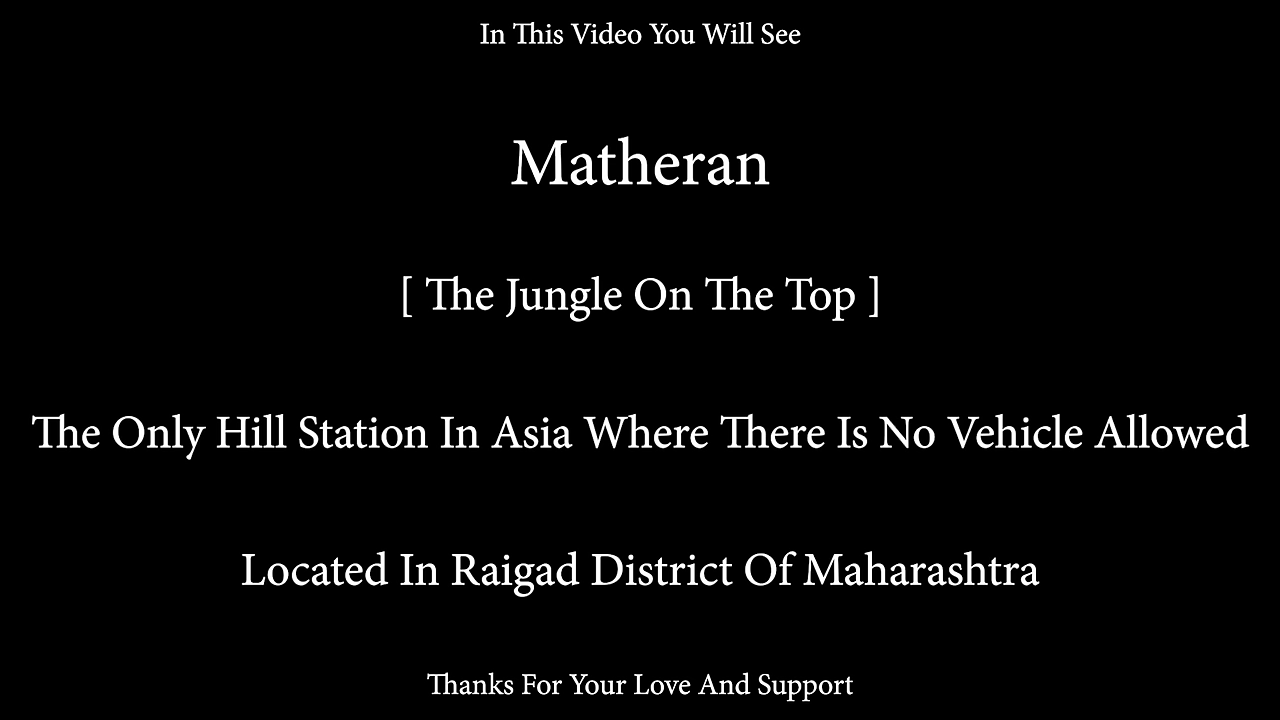 In This Video You Will See
Matheran
[ The Jungle On The Top ]
The Only Hill Station In Asia Where There Is No Vehicle Allowed
Located In Raigad District Of Maharashtra
Thanks For Your Love And Support